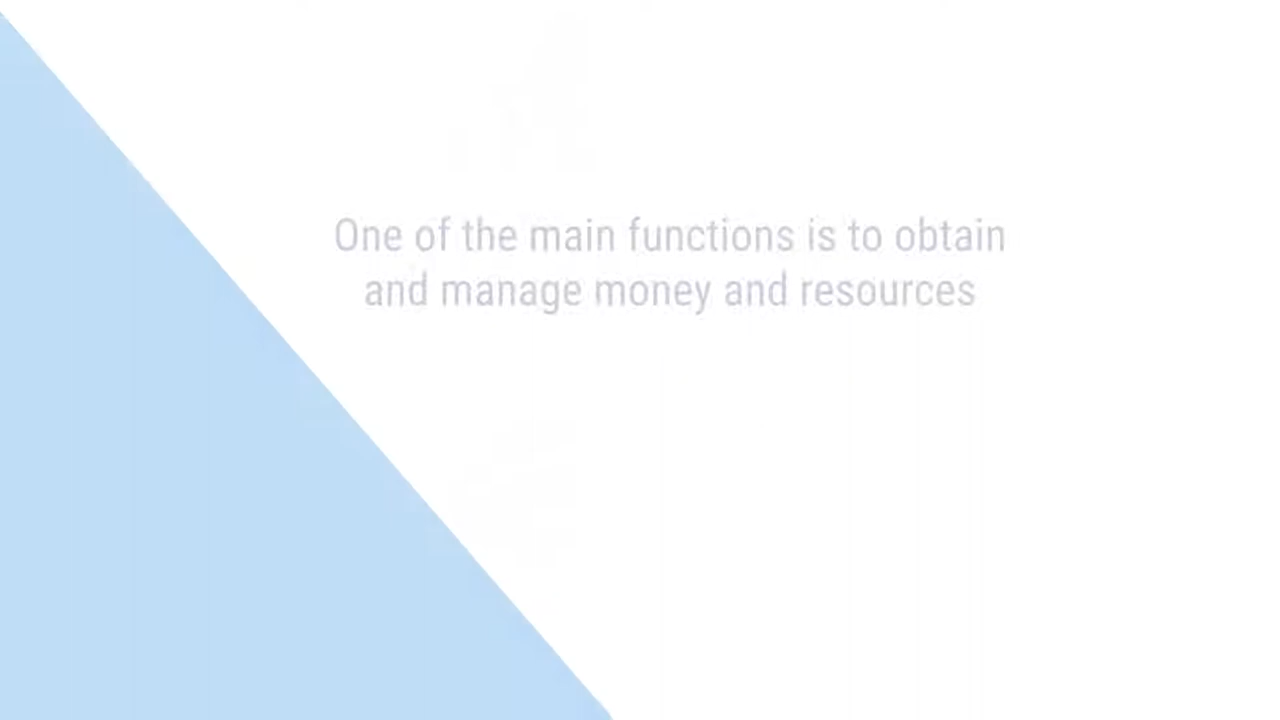 One of the main functions is to obtain
and manage money and resources